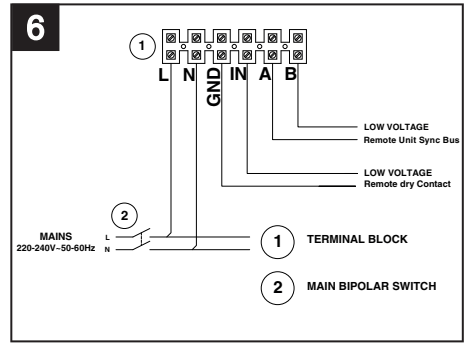 6
1
L N GND IN A B
LOW VOLTAGE
Remote Unit Sync Bus
LOW VOLTAGE
Remote dry Contact
2
MAINS
220-240V~50-60Hz
L
N
1 TERMINAL BLOCK
2 MAIN BIPOLAR SWITCH